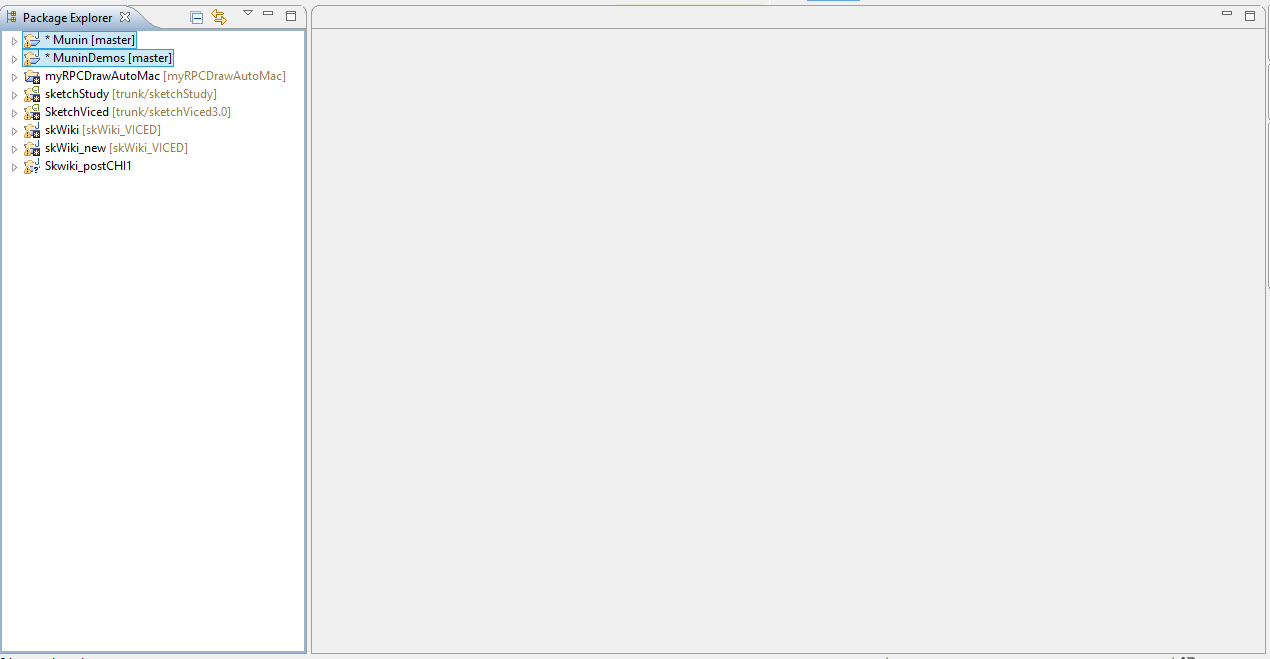 Package Explorer
* Munin [master]
* MuninDemos [master]
myRPCDrawAutoMac [myRPCDrawAutoMac]
sketchStudy [trunk/sketchStudy]
SketchViced [trunk/sketchViced3.0]
skWiki [skWiki_VICED]
skWiki_new [skWiki_VICED]
Skwiki_postCHI1